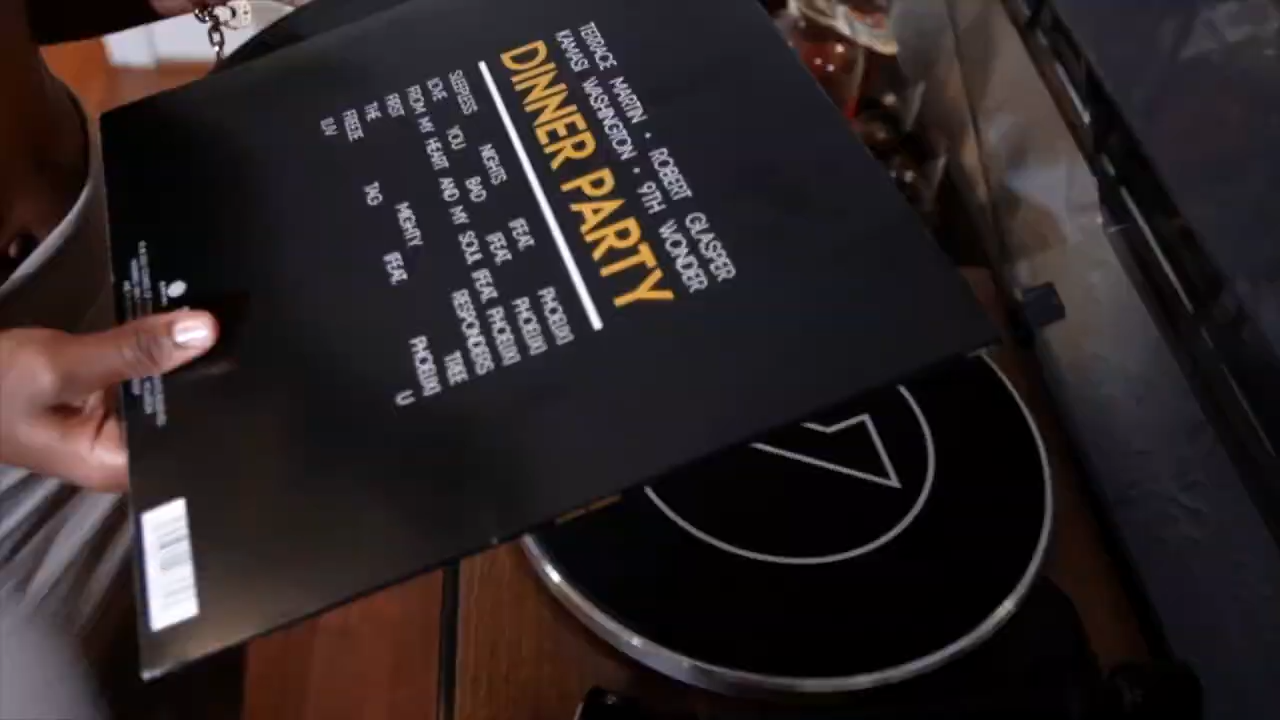 TERRACE MARTIN • ROBERT GLASPER
KAMASI WASHINGTON • 9TH WONDER
DINNER PARTY
SLEEPLESS NIGHTS (FEAT. PHOELIX)
LOVE YOU BAD (FEAT. PHOELIX)
FROM MY HEART AND MY SOUL (FEAT. PHOELIX)
FIRST RESPONDERS
THE MIGHTY TREE
FREEZE TAG (FEAT. PHOELIX)
LUV U